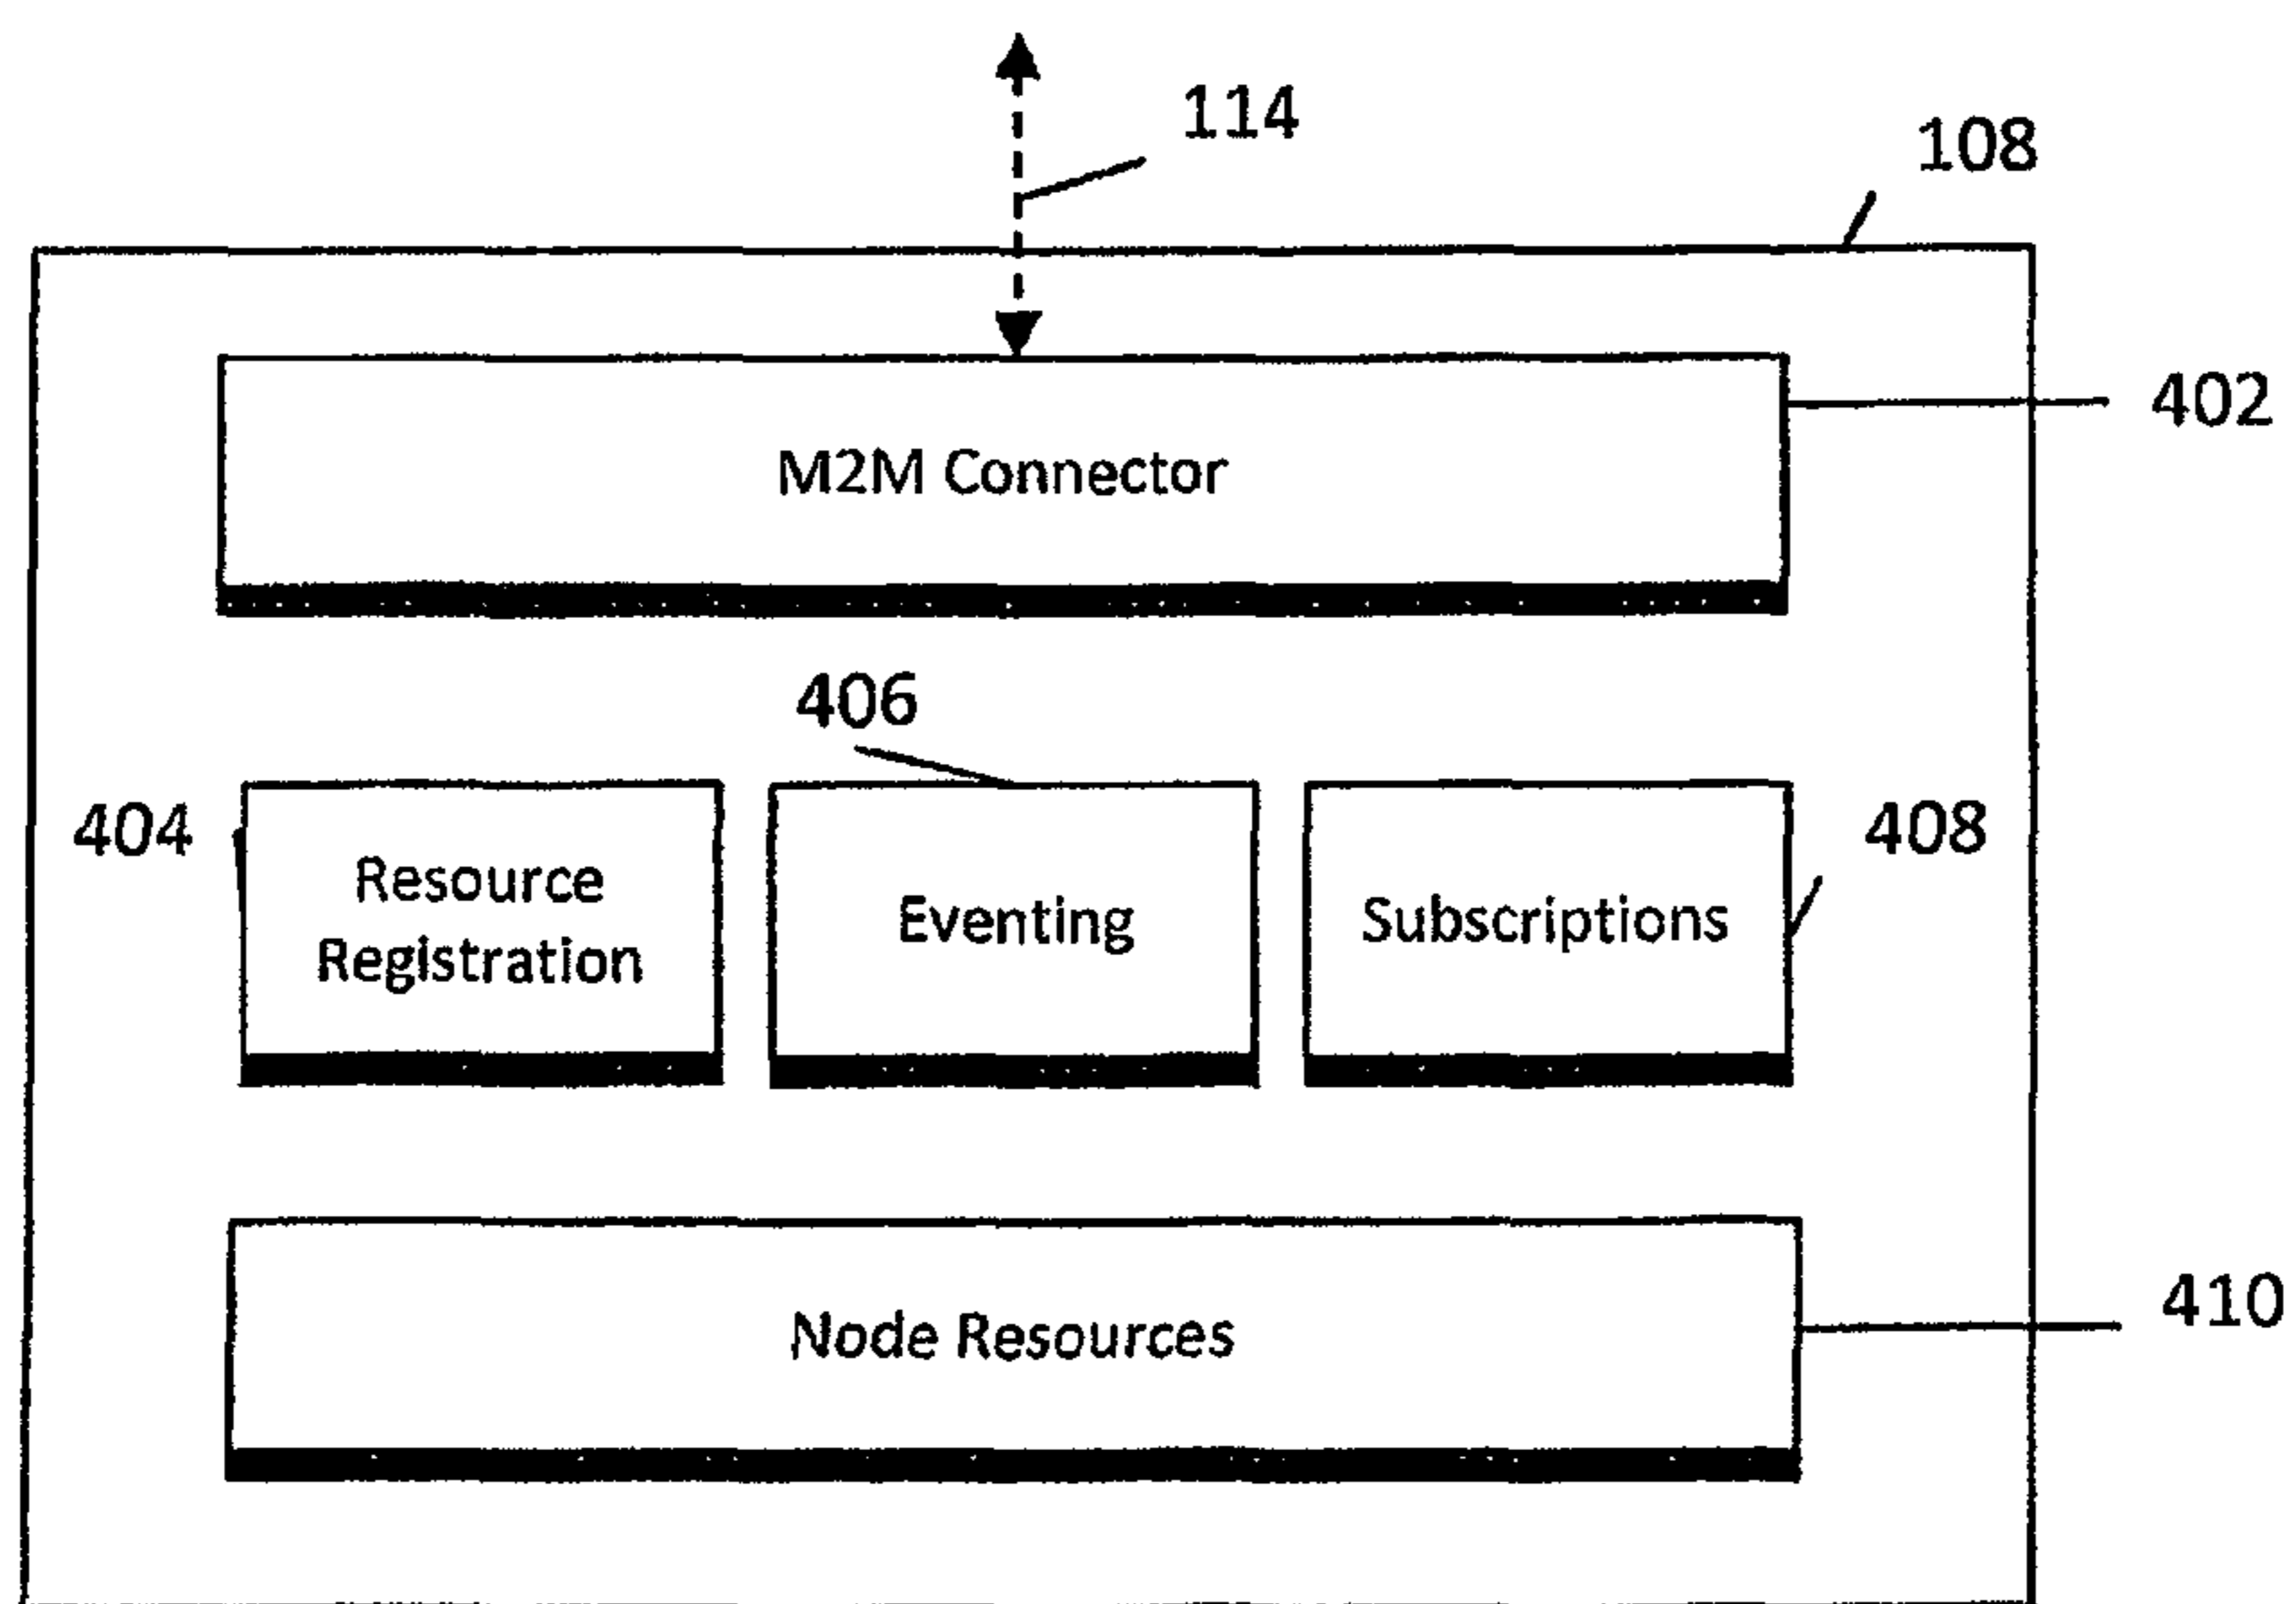 114
108
402
M2M Connector
406
404
408
Resource
Registration
Eventing
Subscriptions
410
Node Resources